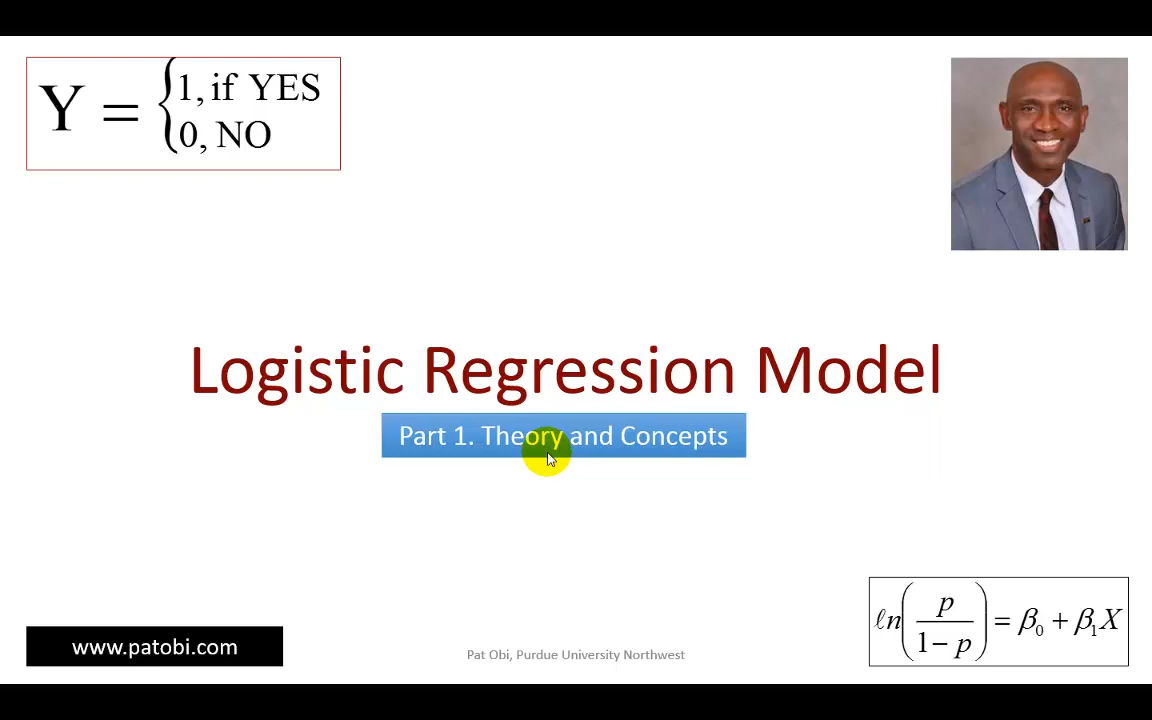 Y = { 1, if YES
0, NO
Logistic Regression Model
Part 1. Theory and Concepts
ℓn(p/1−p) = β₀ + β₁X
www.patobi.com
Pat Obi, Purdue University Northwest